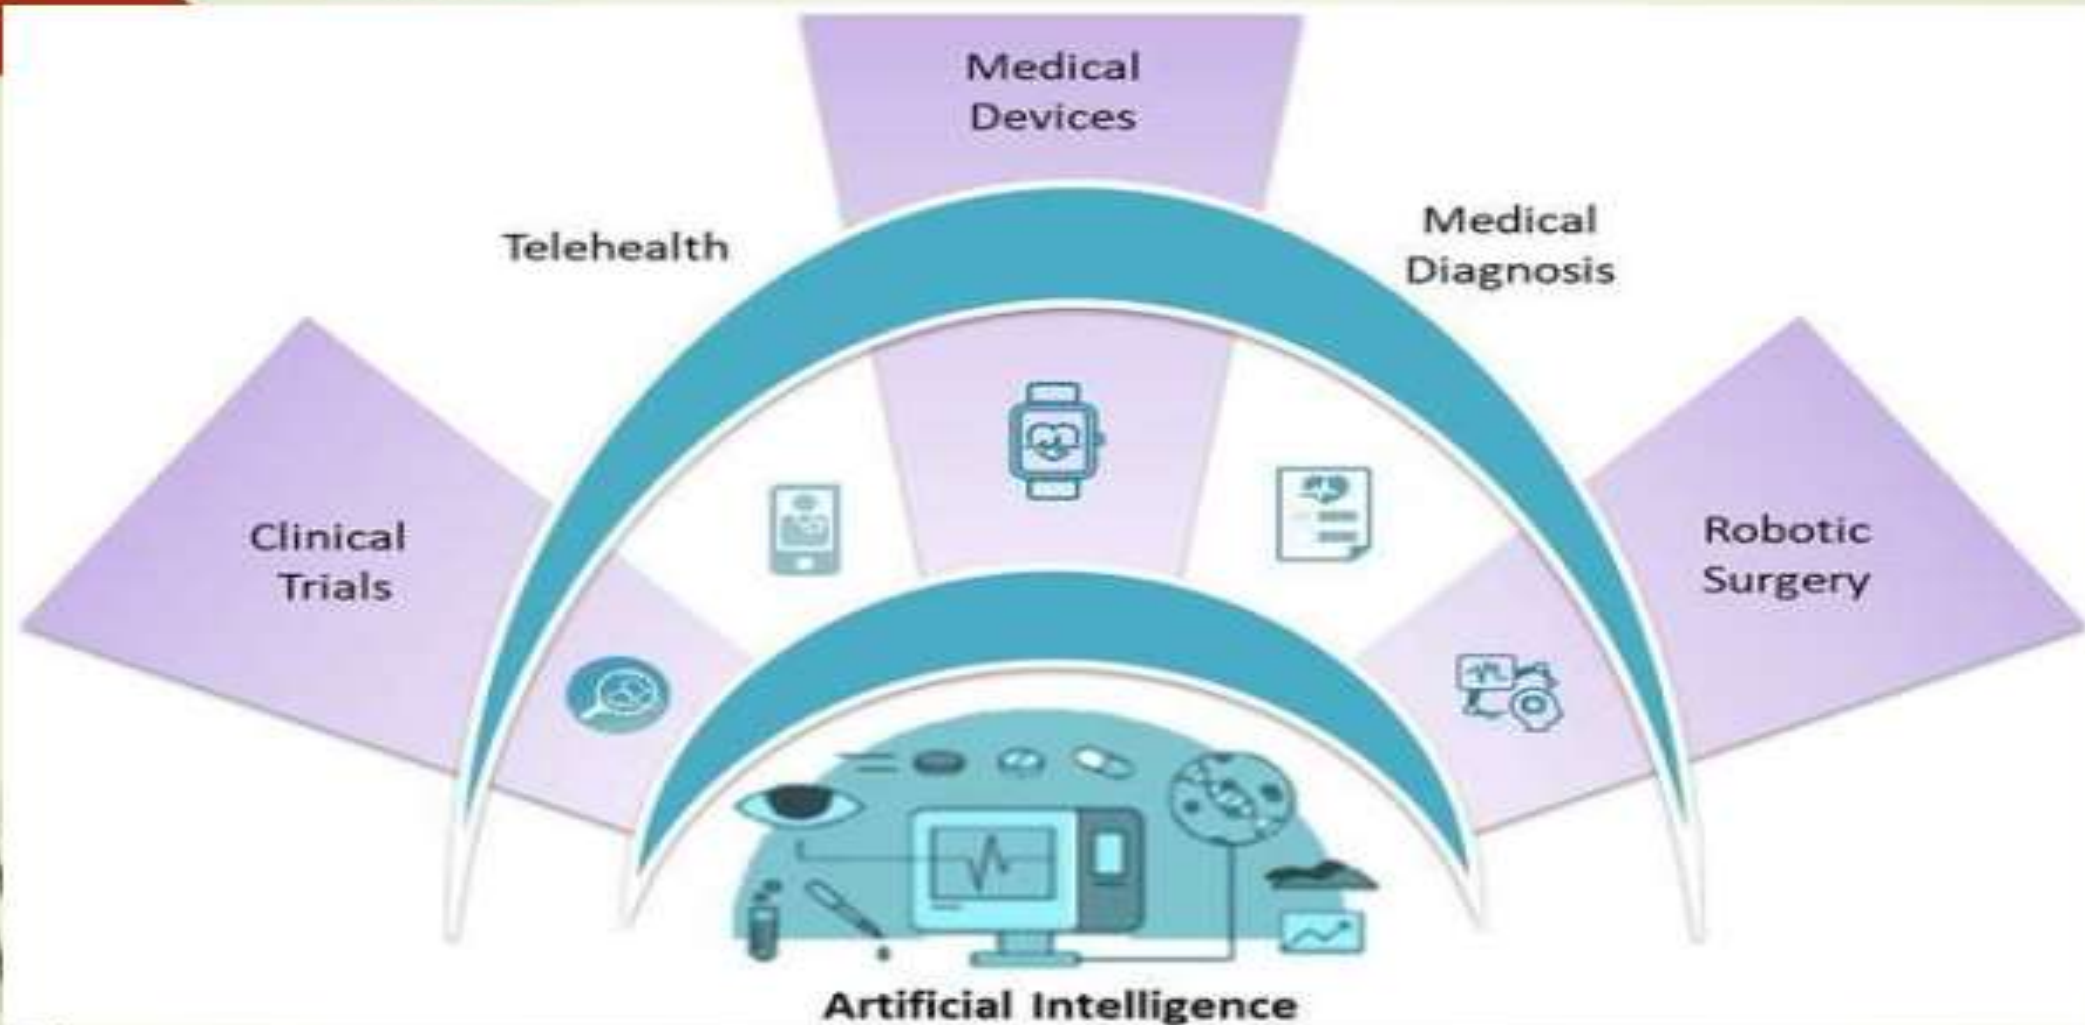 Medical
Devices
Telehealth
Medical
Diagnosis
Clinical
Trials
Robotic
Surgery
Artificial Intelligence